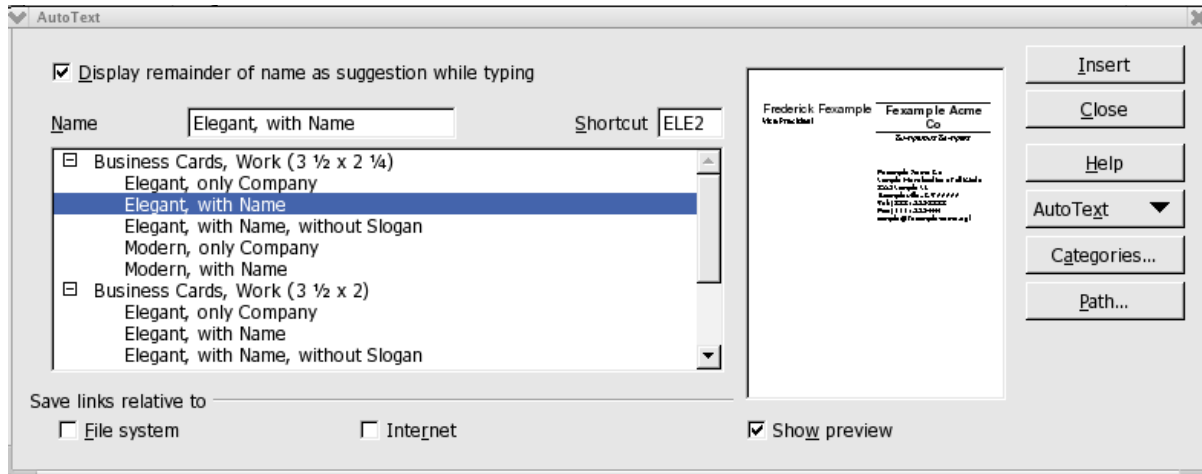 AutoText
Display remainder of name as suggestion while typing
Name Elegant, with Name Shortcut ELE2
Business Cards, Work (3 ½ x 2 ¼)
Elegant, only Company
Elegant, with Name
Elegant, with Name, without Slogan
Modern, only Company
Modern, with Name
Business Cards, Work (3 ½ x 2)
Elegant, only Company
Elegant, with Name
Elegant, with Name, without Slogan
Save links relative to
File system Internet
Frederick Fexample
Vice President
Fexample Acme
Co
Show preview
Insert
Close
Help
AutoText
Categories...
Path...